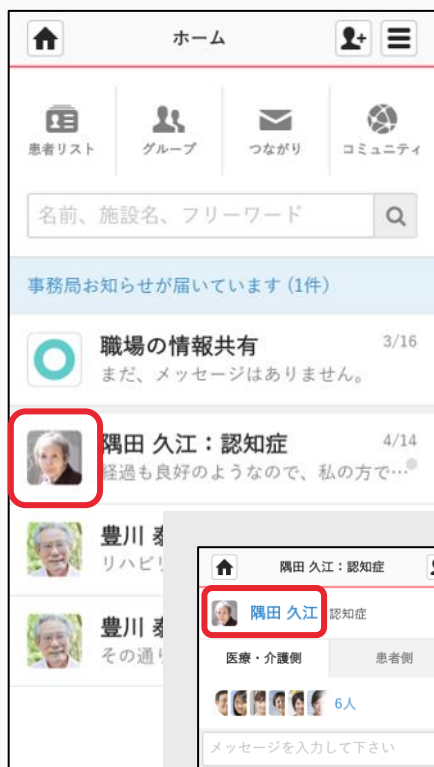 ホーム
患者リスト グループ つながり コミュニティ
名前、施設名、フリーワード
事務局お知らせが届いています (1件)
職場の情報共有 3/16
まだ、メッセージはありません。
隅田 久江：認知症 4/14
経過も良好のようなので、私の方で…
豊川
リハビリ
豊川
その通り
隅田 久江：認知症
隅田 久江 認知症
医療・介護側 患者側
6人
メッセージを入力して下さい